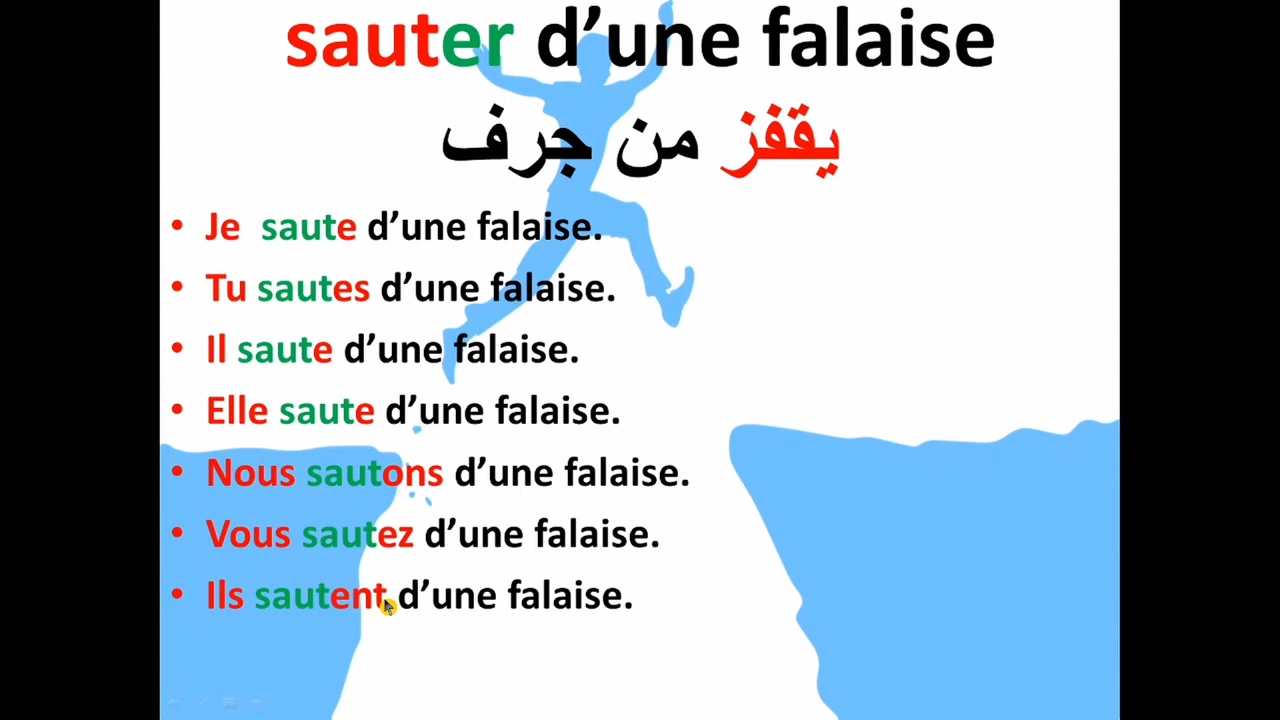 sauter d’une falaise
يقفز من جرف
• Je saute d’une falaise.
• Tu sautes d’une falaise.
• Il saute d’une falaise.
• Elle saute d’une falaise.
• Nous sautons d’une falaise.
• Vous sautez d’une falaise.
• Ils sautent d’une falaise.